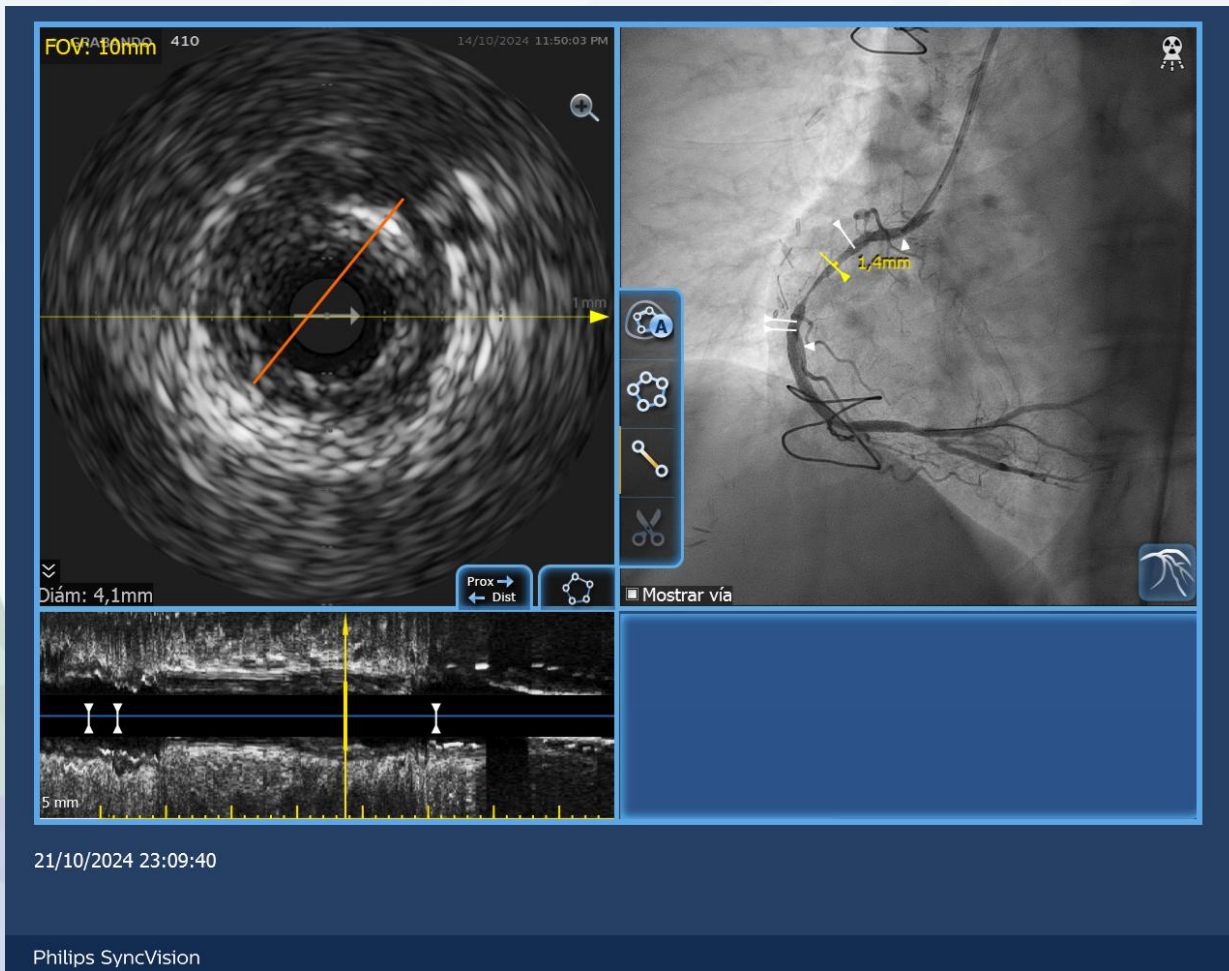 FOV: 10mm
GRABANDO 410
14/10/2024 11:50:03 PM
1 mm
1,4mm
A
Prox →
← Dist
Diám: 4,1mm
Mostrar vía
5 mm
21/10/2024 23:09:40
Philips SyncVision